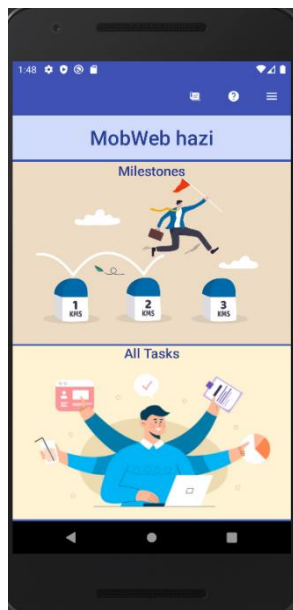 1:48
?
MobWeb hazi
Milestones
1
KMS
2
KMS
3
KMS
All Tasks